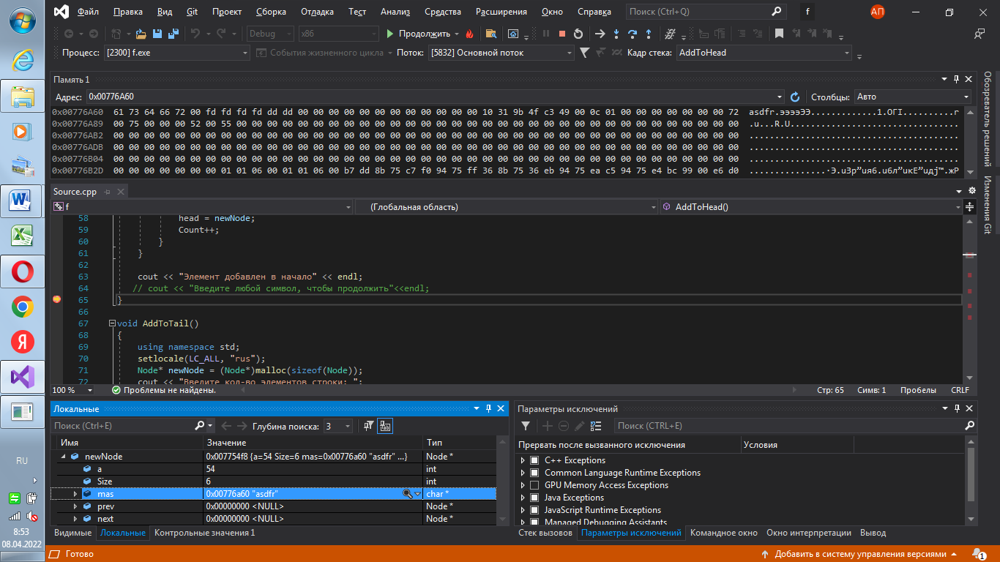 Файл Правка Вид Git Проект Сборка Отладка Тест Анализ Средства Расширения Окно Справка Поиск (Ctrl+Q) f АП
Debug x86 Продолжить
Процесс: [2300] f.exe События жизненного цикла Поток: [5832] Основной поток Кадр стека: AddToHead
Память 1
Адрес: 0x00776A60 Столбцы: Авто
0x00776A60 61 73 64 66 72 00 fd fd fd fd dd dd 00 00 00 00 00 00 00 00 00 00 00 00 10 31 9b 4f c3 49 00 0c 01 00 00 00 00 00 00 00 72 asdfr.ээээЭЭ............1.ОГI..........r
0x00776A89 00 75 00 00 00 52 00 55 00 00 00 00 00 00 00 00 00 00 00 00 00 00 00 00 00 00 00 00 00 00 00 00 00 00 00 00 00 00 00 00 00 .u...R.U.................................
0x00776AB2 00 00 00 00 00 00 00 00 00 00 00 00 00 00 00 00 00 00 00 00 00 00 00 00 00 00 00 00 00 00 00 00 00 00 00 00 00 00 00 00 00 .........................................
0x00776ADB 00 00 00 00 00 00 00 00 00 00 00 00 00 00 00 00 00 00 00 00 00 00 00 00 00 00 00 00 00 00 00 00 00 00 00 00 00 00 00 00 00 .........................................
0x00776B04 00 00 00 00 00 00 00 00 00 00 00 00 00 00 00 00 00 00 00 00 00 00 00 00 00 00 00 00 00 00 00 00 00 00 00 00 00 00 00 00 00 .........................................
0x00776B2D 00 00 00 00 00 00 00 01 01 06 00 01 01 06 00 b7 dd 8b 75 c7 f0 94 75 ff 36 8b 75 36 eb 94 75 ea c5 94 75 e4 bc 99 00 e6 d0
Обозреватель решений
Изменения Git
Source.cpp
f (Глобальная область) AddToHead()
58 head = newNode;
59 Count++;
60 }
61 }
62
63 cout << "Элемент добавлен в начало" << endl;
64 // cout << "Введите любой символ, чтобы продолжить"<<endl;
65 }
66
67 void AddToTail()
68 {
69 using namespace std;
70 setlocale(LC_ALL, "rus");
71 Node* newNode = (Node*)malloc(sizeof(Node));
72 cout << "Введите кол-во элементов строки: ";
100 % Проблемы не найдены. Стр: 65 Симв: 1 Пробелы CRLF
Локальные
Поиск (Ctrl+E) Глубина поиска: 3
Имя Значение Тип
newNode 0x007754f8 {a=54 Size=6 mas=0x00776a60 "asdfr" ...} Node *
a 54 int
Size 6 int
mas 0x00776a60 "asdfr" char *
prev 0x00000000 <NULL> Node *
next 0x00000000 <NULL> Node *
Видимые Локальные Контрольные значения 1
Параметры исключений
Поиск (CTRL+E)
Прервать после вызванного исключения Условия
C++ Exceptions
Common Language Runtime Exceptions
GPU Memory Access Exceptions
Java Exceptions
JavaScript Runtime Exceptions
Managed Debugging Assistants
Стек вызовов Параметры исключений Командное окно Окно интерпретации Вывод
Готово Добавить в систему управления версиями 1
RU
8:53
08.04.2022